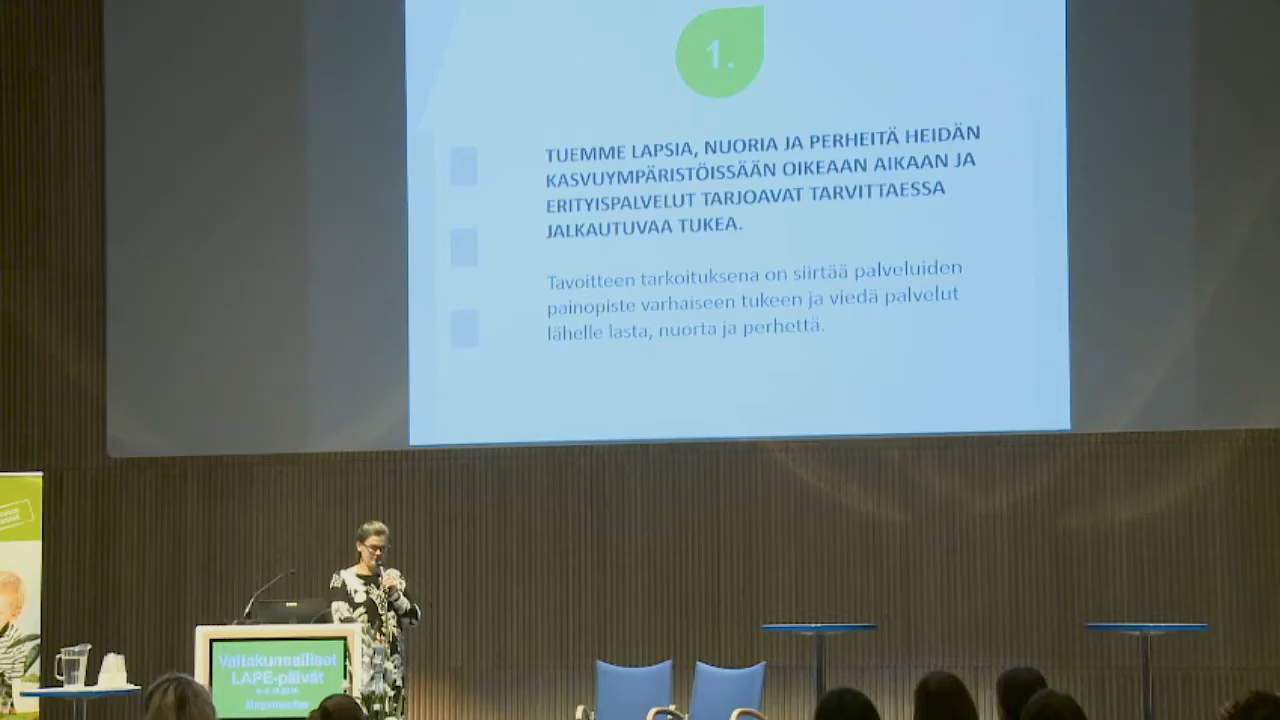 1.
TUEMME LAPSIA, NUORIA JA PERHEITÄ HEIDÄN
KASVUYMPÄRISTÖISSÄÄN OIKEAAN AIKAAN JA
ERITYISPALVELUT TARJOAVAT TARVITTAESSA
JALKAUTUVAA TUKEA.
Tavoitteen tarkoituksena on siirtää palveluiden
painopiste varhaiseen tukeen ja viedä palvelut
lähelle lasta, nuorta ja perhettä.
Valtakunnalliset
LAPE-päivät